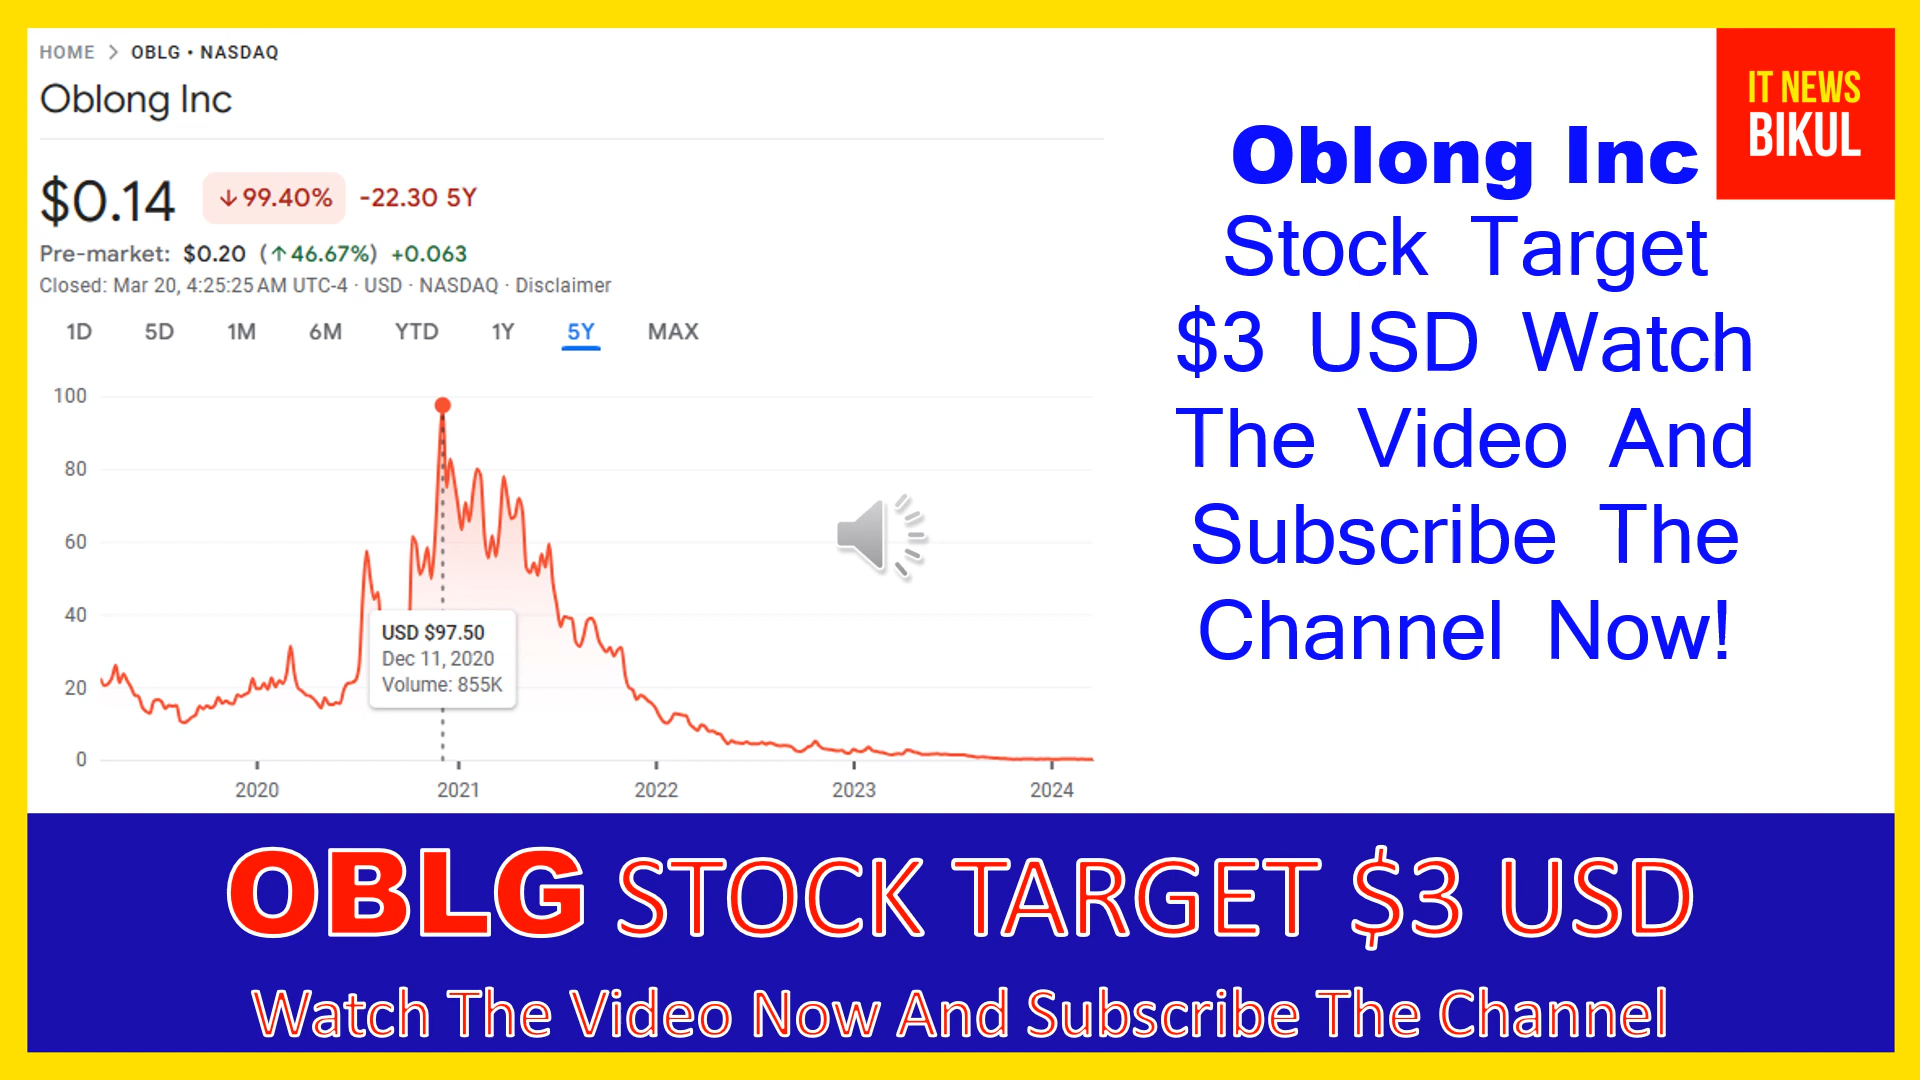 HOME > OBLG • NASDAQ
Oblong Inc
$0.14 ↓99.40% -22.30 5Y
Pre-market: $0.20 (↑46.67%) +0.063
Closed: Mar 20, 4:25:25 AM UTC-4 · USD · NASDAQ · Disclaimer
1D 5D 1M 6M YTD 1Y 5Y MAX
100
80
60
40
20
0
USD $97.50
Dec 11, 2020
Volume: 855K
2020 2021 2022 2023 2024
IT NEWS
BIKUL
Oblong Inc
Stock Target
$3 USD Watch
The Video And
Subscribe The
Channel Now!
OBLG STOCK TARGET $3 USD
Watch The Video Now And Subscribe The Channel